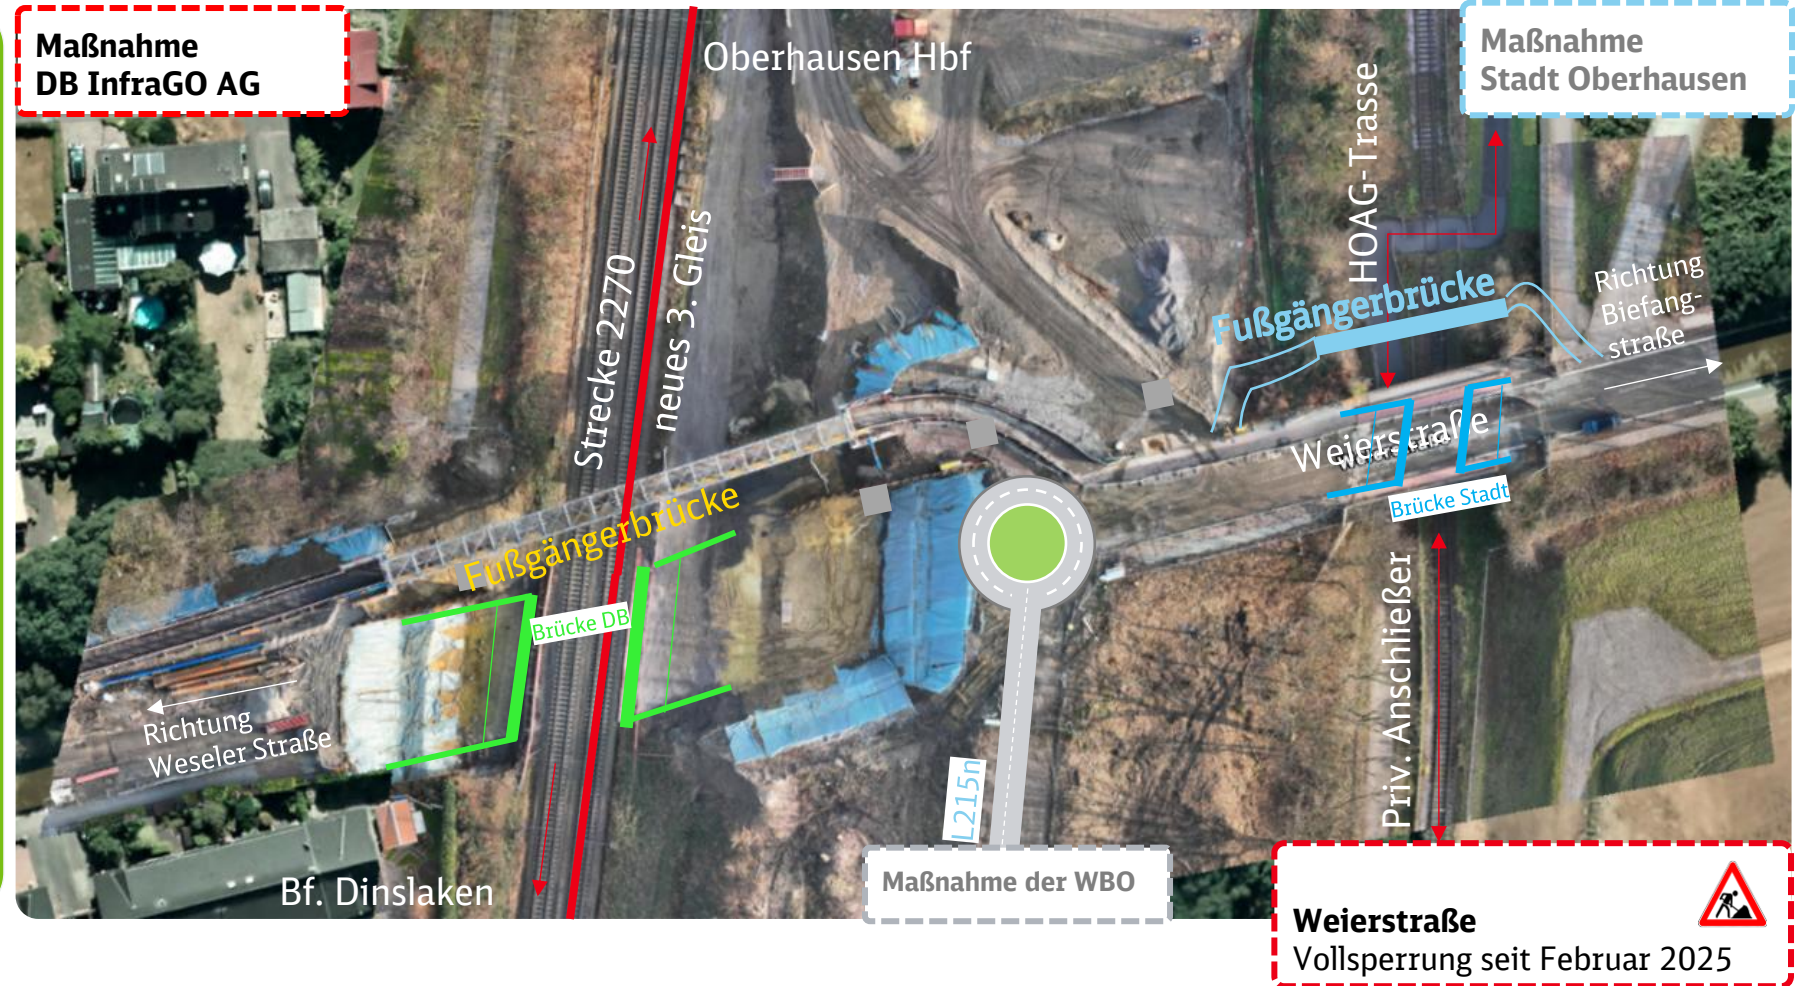 Maßnahme
DB InfraGO AG
Oberhausen Hbf
Maßnahme
Stadt Oberhausen
HOAG-Trasse
Strecke 2270
neues 3. Gleis
Fußgängerbrücke
Richtung
Biefang-
straße
Weierstraße
Weierstraße
Brücke Stadt
Fußgängerbrücke
Brücke DB
Richtung
Weseler Straße
Priv. Anschließer
L215n
Bf. Dinslaken
Maßnahme der WBO
Weierstraße
Vollsperrung seit Februar 2025